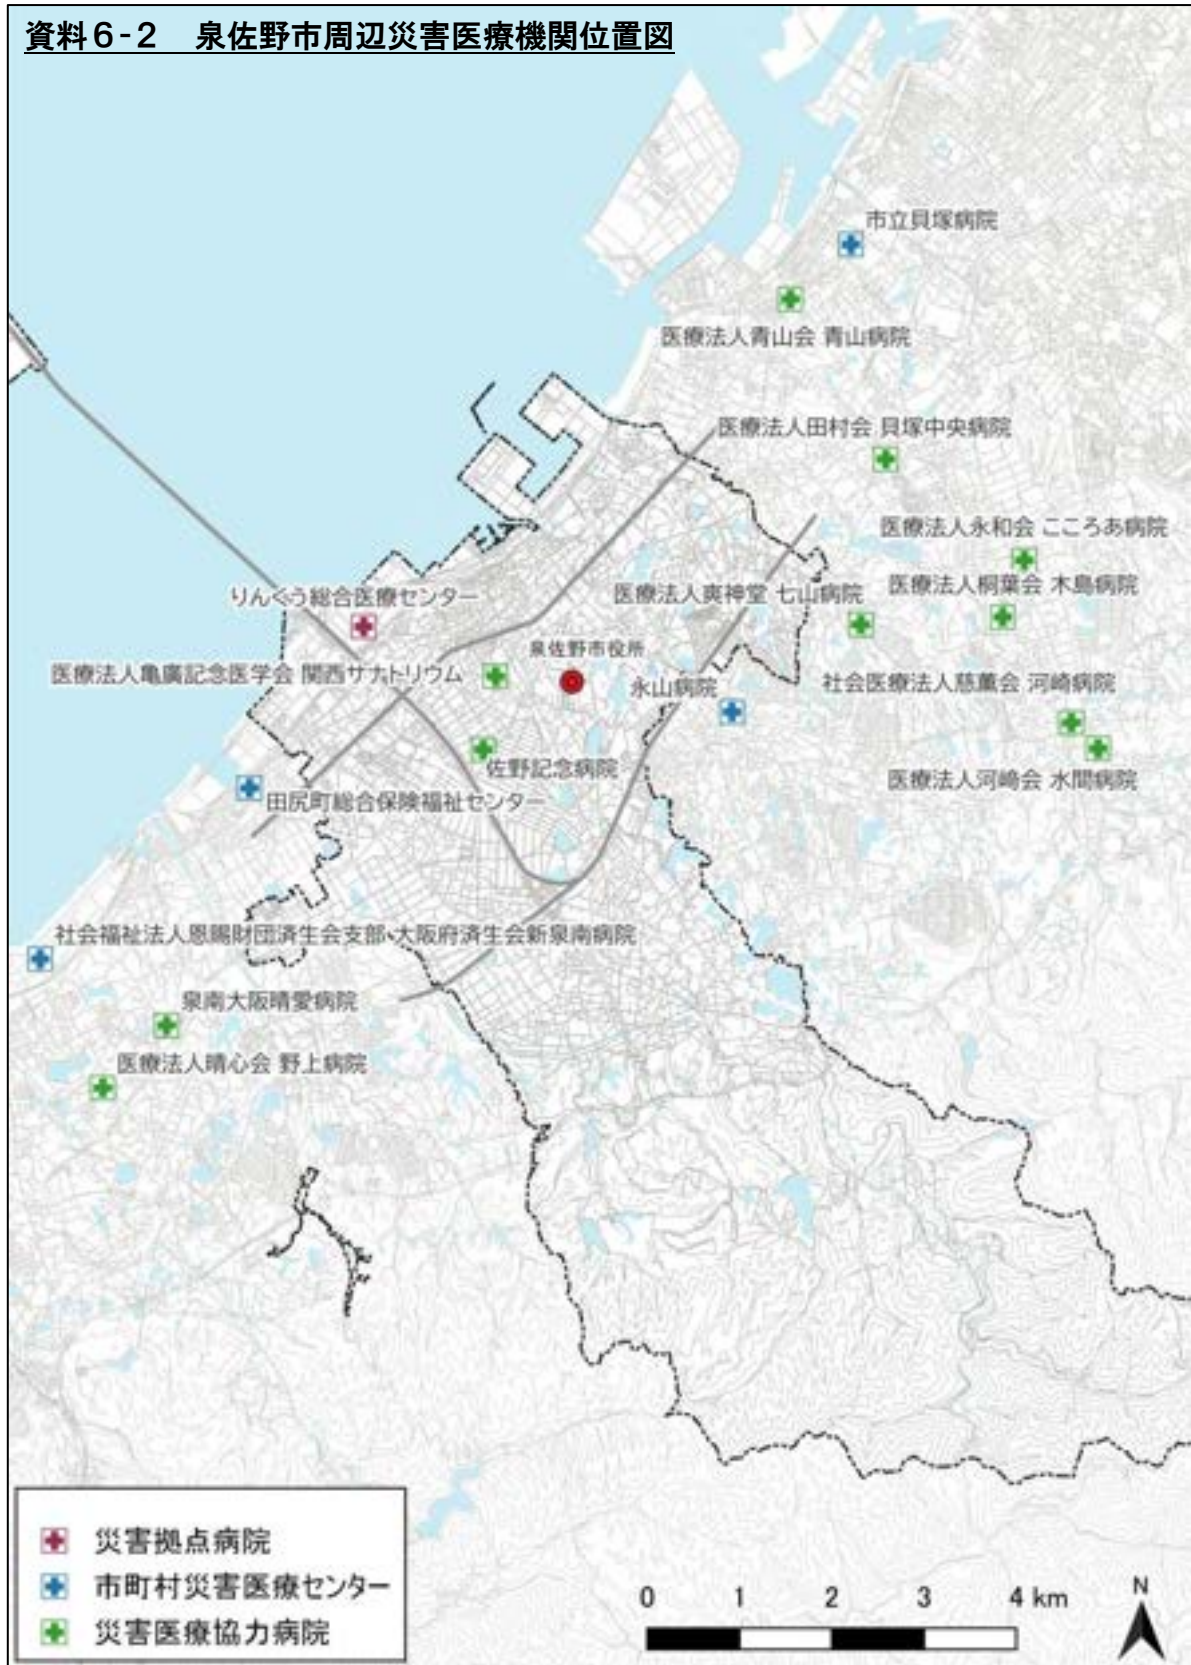 資料6-2 泉佐野市周辺災害医療機関位置図
市立貝塚病院
医療法人青山会 青山病院
医療法人田村会 貝塚中央病院
医療法人永和会 こころあ病院
医療法人桐葉会 木島病院
医療法人爽神堂 七山病院
りんくう総合医療センター
泉佐野市役所
医療法人亀廣記念医学会 関西サナトリウム
永山病院
社会医療法人慈薫会 河崎病院
佐野記念病院
医療法人河崎会 水間病院
田尻町総合保険福祉センター
社会福祉法人恩賜財団済生会支部 大阪府済生会新泉南病院
泉南大阪晴愛病院
医療法人晴心会 野上病院
災害拠点病院
市町村災害医療センター
災害医療協力病院
0 1 2 3 4 km
N